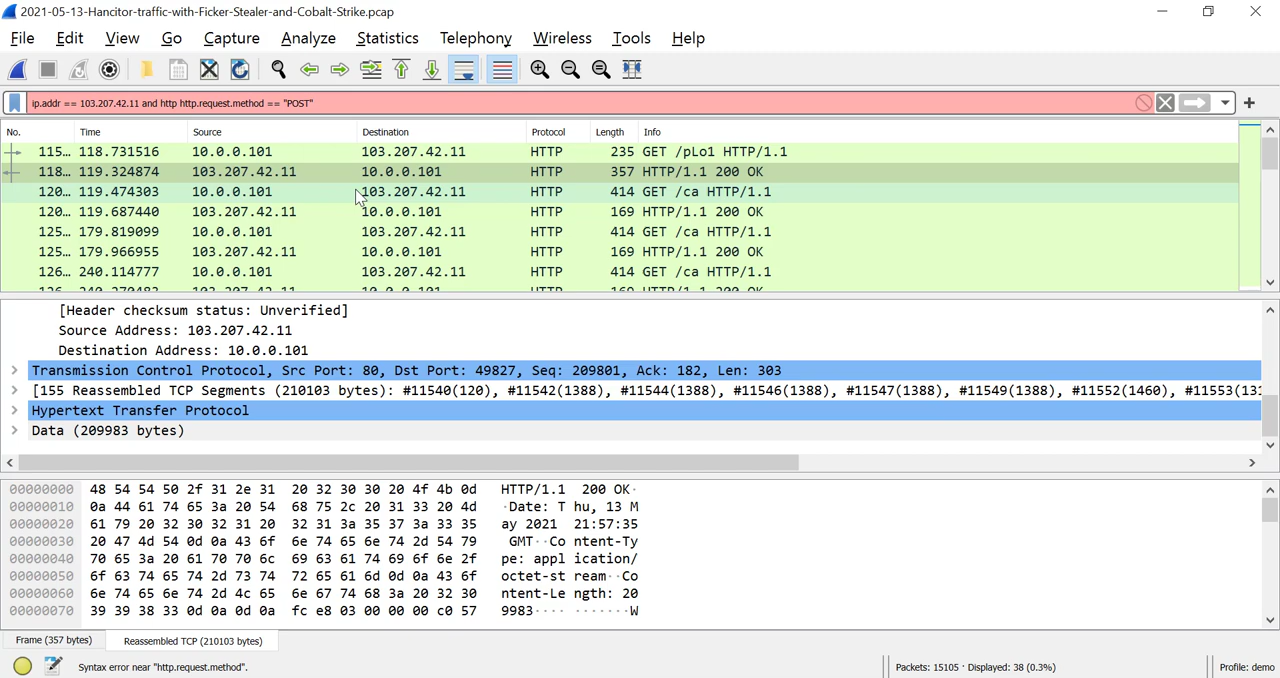 2021-05-13-Hancitor-traffic-with-Ficker-Stealer-and-Cobalt-Strike.pcap
File Edit View Go Capture Analyze Statistics Telephony Wireless Tools Help
ip.addr == 103.207.42.11 and http http.request.method == "POST"
No. Time Source Destination Protocol Length Info
115… 118.731516 10.0.0.101 103.207.42.11 HTTP 235 GET /pLo1 HTTP/1.1
118… 119.324874 103.207.42.11 10.0.0.101 HTTP 357 HTTP/1.1 200 OK
120… 119.474303 10.0.0.101 103.207.42.11 HTTP 414 GET /ca HTTP/1.1
120… 119.687440 103.207.42.11 10.0.0.101 HTTP 169 HTTP/1.1 200 OK
125… 179.819099 10.0.0.101 103.207.42.11 HTTP 414 GET /ca HTTP/1.1
125… 179.966955 103.207.42.11 10.0.0.101 HTTP 169 HTTP/1.1 200 OK
126… 240.114777 10.0.0.101 103.207.42.11 HTTP 414 GET /ca HTTP/1.1
126… 240.270483 103.207.42.11 10.0.0.101 HTTP 169 HTTP/1.1 200 OK
[Header checksum status: Unverified]
Source Address: 103.207.42.11
Destination Address: 10.0.0.101
Transmission Control Protocol, Src Port: 80, Dst Port: 49827, Seq: 209801, Ack: 182, Len: 303
[155 Reassembled TCP Segments (210103 bytes): #11540(120), #11542(1388), #11544(1388), #11546(1388), #11547(1388), #11549(1388), #11552(1460), #11553(131
Hypertext Transfer Protocol
Data (209983 bytes)
00000000 48 54 54 50 2f 31 2e 31 20 32 30 30 20 4f 4b 0d HTTP/1.1 200 OK·
00000010 0a 44 61 74 65 3a 20 54 68 75 2c 20 31 33 20 4d ·Date: T hu, 13 M
00000020 61 79 20 32 30 32 31 20 32 31 3a 35 37 3a 33 35 ay 2021 21:57:35
00000030 20 47 4d 54 0d 0a 43 6f 6e 74 65 6e 74 2d 54 79 GMT··Co ntent-Ty
00000040 70 65 3a 20 61 70 70 6c 69 63 61 74 69 6f 6e 2f pe: appl ication/
00000050 6f 63 74 65 74 2d 73 74 72 65 61 6d 0d 0a 43 6f octet-st ream··Co
00000060 6e 74 65 6e 74 2d 4c 65 6e 67 74 68 3a 20 32 30 ntent-Le ngth: 20
00000070 39 39 38 33 0d 0a 0d 0a fc e8 03 00 00 00 c0 57 9983···· ·······W
Frame (357 bytes) Reassembled TCP (210103 bytes)
Syntax error near "http.request.method". Packets: 15105 · Displayed: 38 (0.3%) Profile: demo